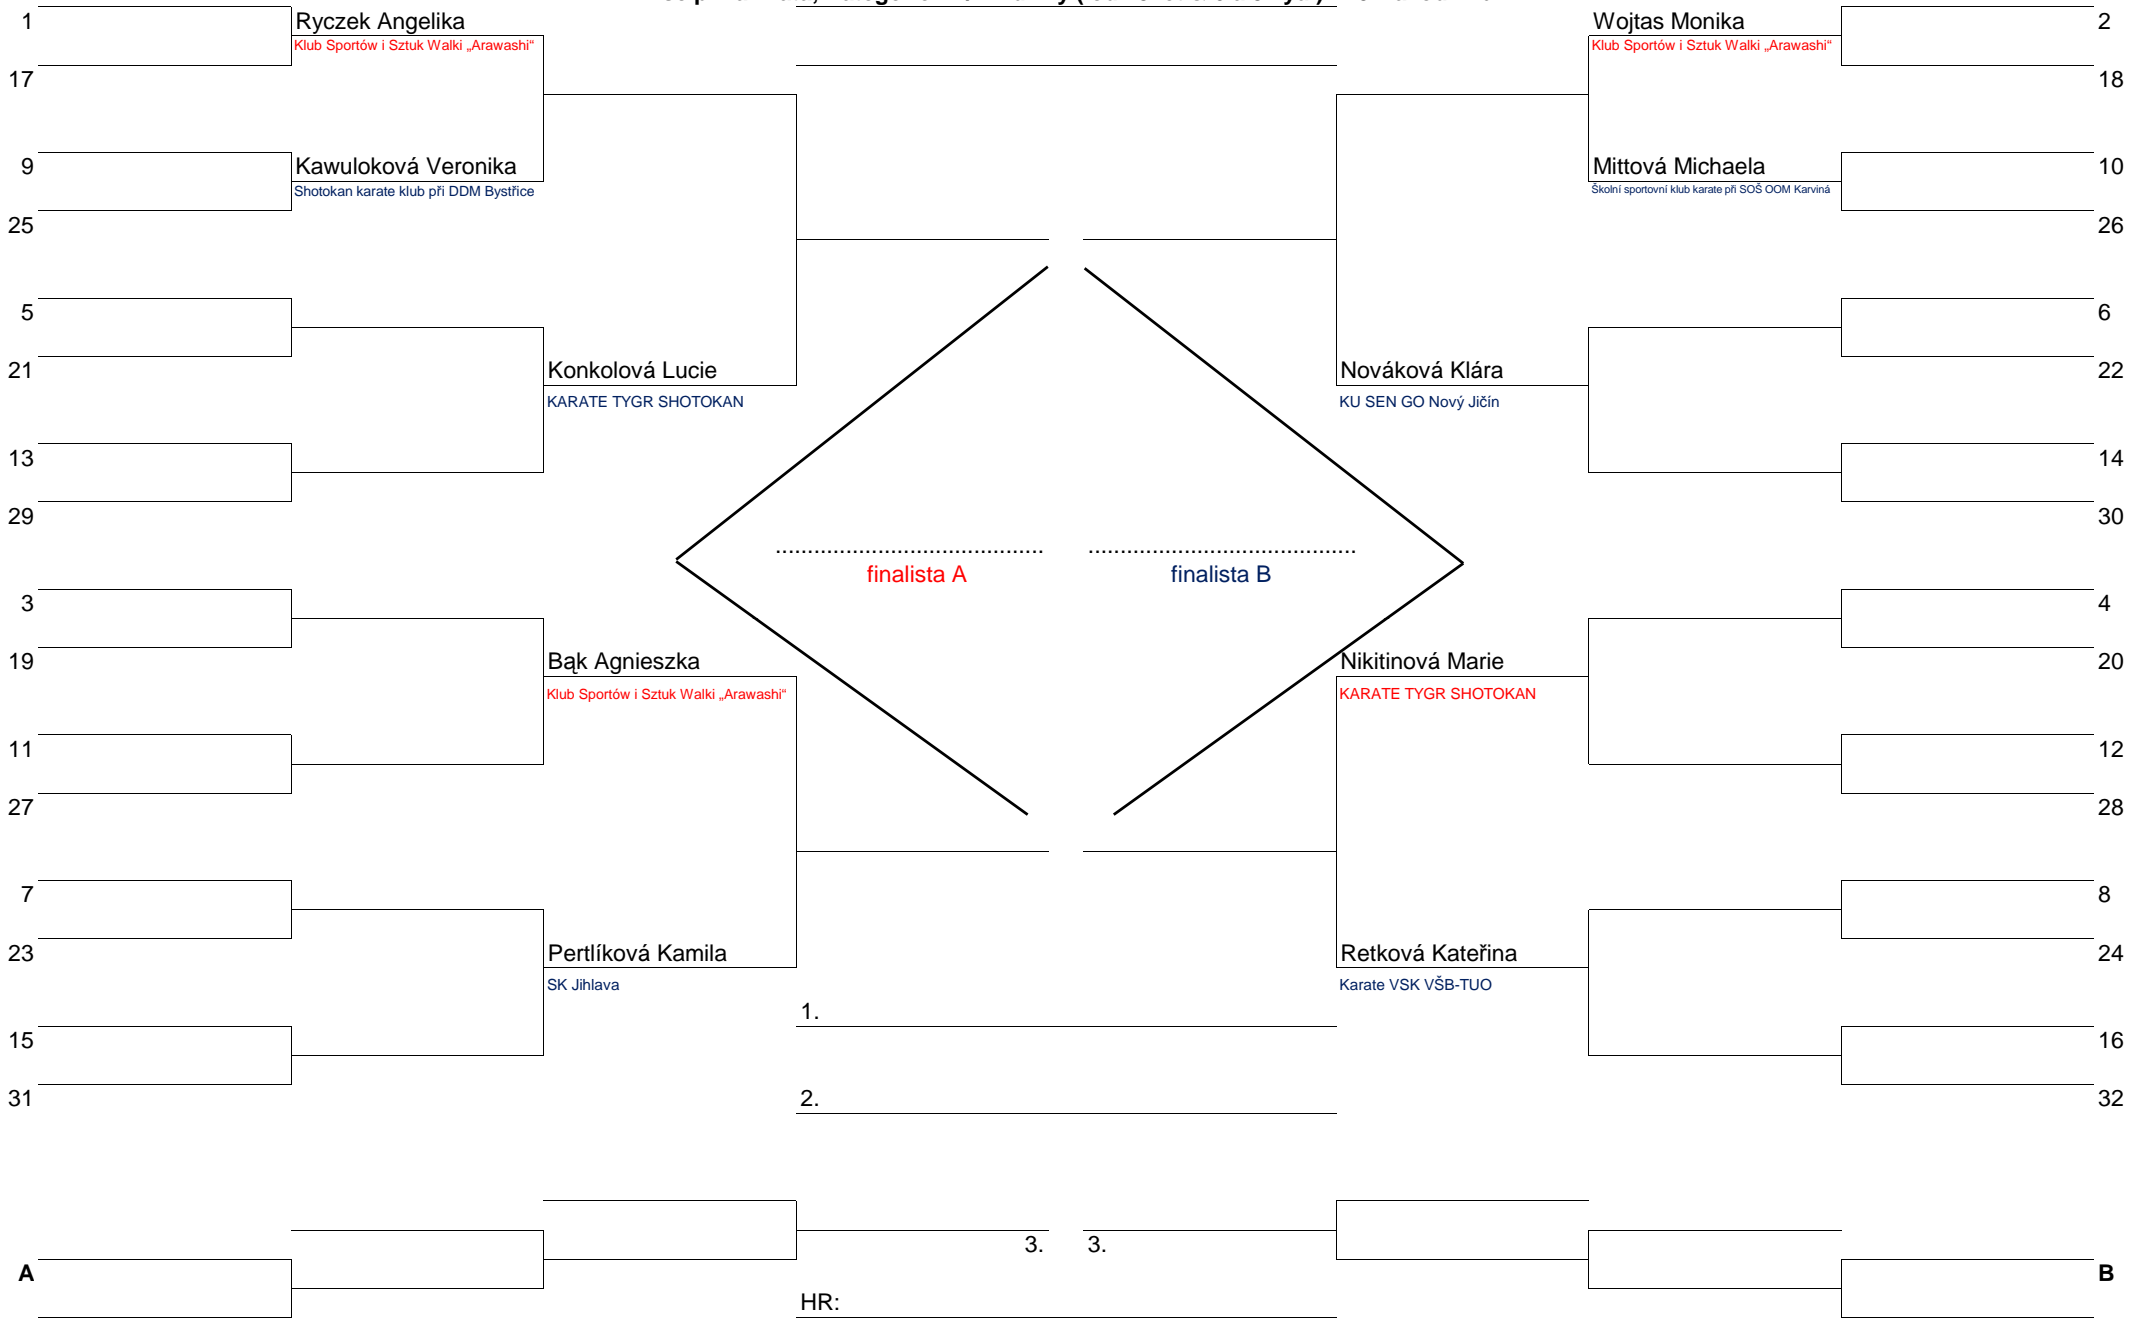 1
Ryczek Angelika
Klub Sportów i Sztuk Walki „Arawashi“
17
9
Kawuloková Veronika
Shotokan karate klub při DDM Bystřice
25
5
21
Konkolová Lucie
KARATE TYGR SHOTOKAN
13
29
3
19
Bąk Agnieszka
Klub Sportów i Sztuk Walki „Arawashi“
11
27
7
23
Pertlíková Kamila
SK Jihlava
15
31
A
..........................................
finalista A
..........................................
finalista B
1.
2.
3.
3.
HR:
Wojtas Monika
Klub Sportów i Sztuk Walki „Arawashi“
2
18
Mittová Michaela
Školní sportovní klub karate při SOŠ OOM Karviná
10
26
6
Nováková Klára
KU SEN GO Nový Jičín
22
14
30
4
Nikitinová Marie
KARATE TYGR SHOTOKAN
20
12
28
8
Retková Kateřina
Karate VSK VŠB-TUO
24
16
32
B